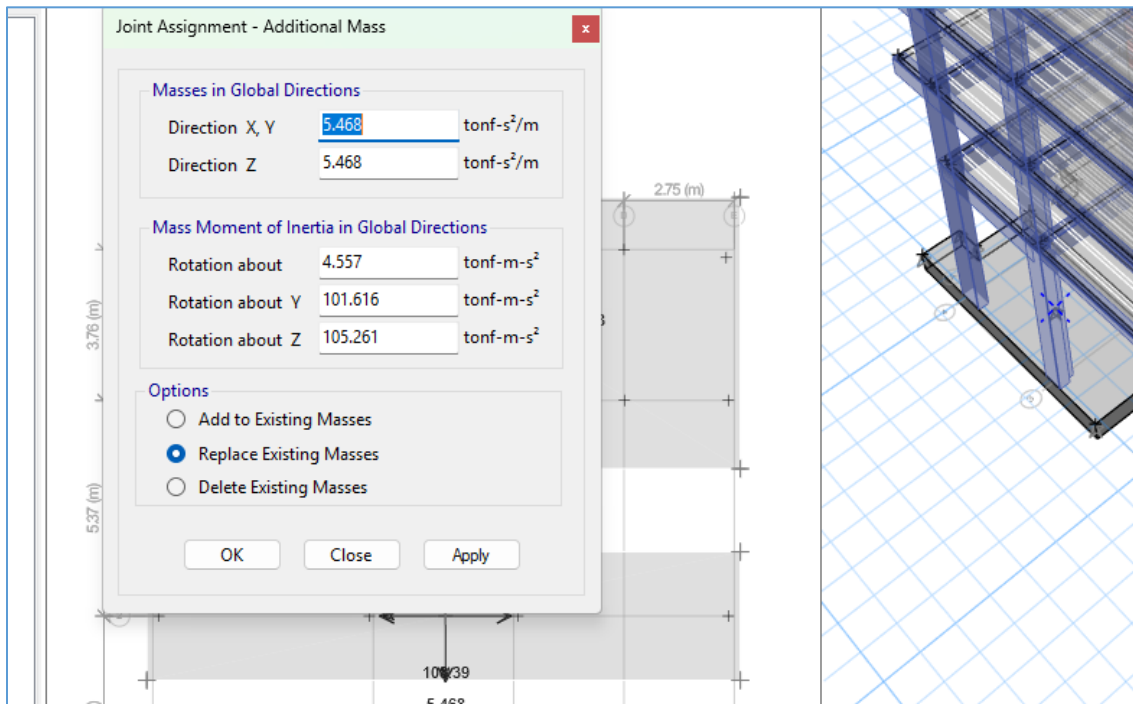 Joint Assignment - Additional Mass
x
Masses in Global Directions
Direction X, Y 5.468 tonf-s²/m
Direction Z 5.468 tonf-s²/m
Mass Moment of Inertia in Global Directions
Rotation about 4.557 tonf-m-s²
Rotation about Y 101.616 tonf-m-s²
Rotation about Z 105.261 tonf-m-s²
Options
Add to Existing Masses
Replace Existing Masses
Delete Existing Masses
OK Close Apply
2.75 (m)
3.76 (m)
5.37 (m)
3
5.468